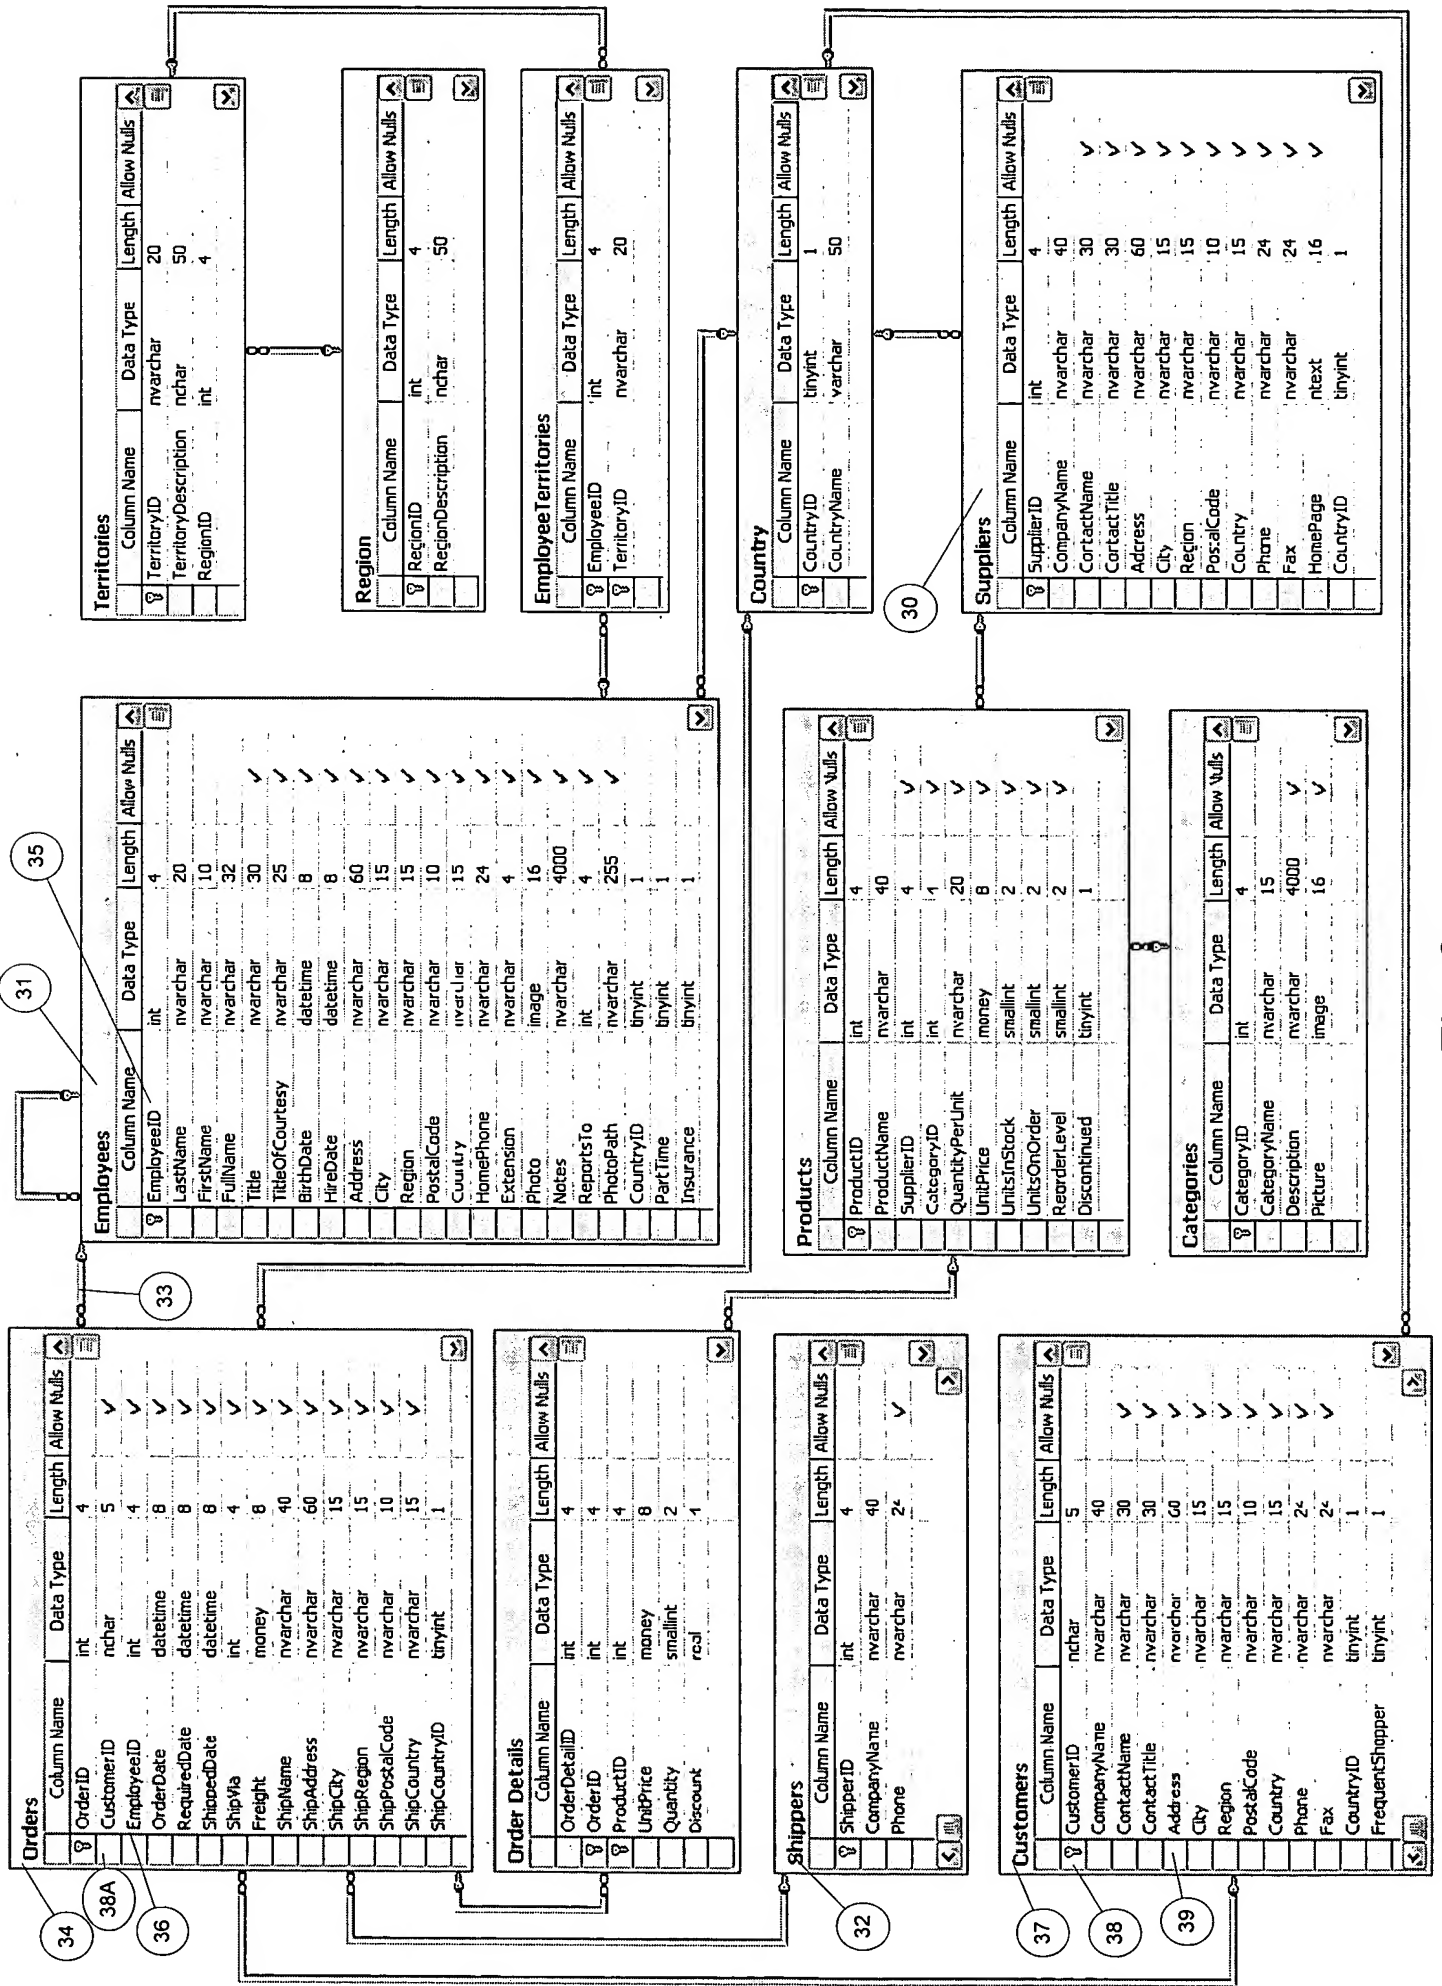 Orders
Column Name Data Type Length Allow Nulls
OrderID int 4
CustomerID nchar 5
EmployeeID int 4
OrderDate datetime 8
RequiredDate datetime 8
ShippedDate datetime 8
ShipVia int 4
Freight money 8
ShipName nvarchar 40
ShipAddress nvarchar 60
ShipCity nvarchar 15
ShipRegion nvarchar 15
ShipPostalCode nvarchar 10
ShipCountry nvarchar 15
ShipCountryID tinyint 1
34
38A
36
33
Order Details
Column Name Data Type Length Allow Nulls
OrderDetailID int 4
OrderID int 4
ProductID int 4
UnitPrice money 8
Quantity smallint 2
Discount real 4
Shippers
Column Name Data Type Length Allow Nulls
ShipperID int 4
CompanyName nvarchar 40
Phone nvarchar 24
32
Customers
Column Name Data Type Length Allow Nulls
CustomerID nchar 5
CompanyName nvarchar 40
ContactName nvarchar 30
ContactTitle nvarchar 30
Address nvarchar 60
City nvarchar 15
Region nvarchar 15
PostalCode nvarchar 10
Country nvarchar 15
Phone nvarchar 24
Fax nvarchar 24
CountryID tinyint 1
FrequentShopper tinyint 1
37
38
39
31
35
Employees
Column Name Data Type Length Allow Nulls
EmployeeID int 4
LastName nvarchar 20
FirstName nvarchar 10
FullName nvarchar 32
Title nvarchar 30
TitleOfCourtesy nvarchar 25
BirthDate datetime 8
HireDate datetime 8
Address nvarchar 60
City nvarchar 15
Region nvarchar 15
PostalCode nvarchar 10
Country nvarchar 15
HomePhone nvarchar 24
Extension nvarchar 4
Photo image 16
Notes nvarchar 4000
ReportsTo int 4
PhotoPath nvarchar 255
CountryID tinyint 1
PartTime tinyint 1
Insurance tinyint 1
Products
Column Name Data Type Length Allow Nulls
ProductID int 4
ProductName nvarchar 40
SupplierID int 4
CategoryID int 4
QuantityPerUnit nvarchar 20
UnitPrice money 8
UnitsInStock smallint 2
UnitsOnOrder smallint 2
ReorderLevel smallint 2
Discontinued tinyint 1
Categories
Column Name Data Type Length Allow Nulls
CategoryID int 4
CategoryName nvarchar 15
Description nvarchar 4000
Picture image 16
Territories
Column Name Data Type Length Allow Nulls
TerritoryID nvarchar 20
TerritoryDescription nchar 50
RegionID int 4
Region
Column Name Data Type Length Allow Nulls
RegionID int 4
RegionDescription nchar 50
EmployeeTerritories
Column Name Data Type Length Allow Nulls
EmployeeID int 4
TerritoryID nvarchar 20
Country
Column Name Data Type Length Allow Nulls
CountryID tinyint 1
CountryName varchar 50
30
Suppliers
Column Name Data Type Length Allow Nulls
SupplierID int 4
CompanyName nvarchar 40
ContactName nvarchar 30
ContactTitle nvarchar 30
Address nvarchar 60
City nvarchar 15
Region nvarchar 15
PostalCode nvarchar 10
Country nvarchar 15
Phone nvarchar 24
Fax nvarchar 24
HomePage ntext 16
CountryID tinyint 1